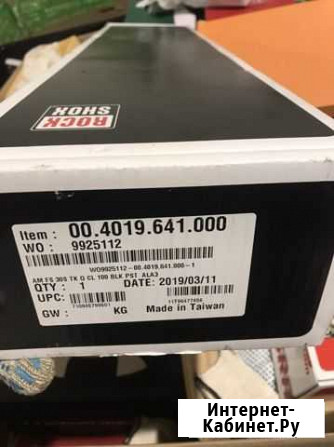 ROCK
SHOX
Item : 00.4019.641.000
WO : 9925112
WO9925112-00.4019.641.000-1
AM FS 30S TK G CL 100 BLK PST ALA3
QTY : 1 DATE: 2019/03/11
UPC:
GW : KG Made in Taiwan
Интернет-
Кабинет.Ру